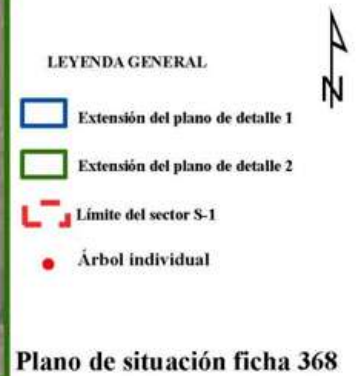 N
LEYENDA GENERAL
Extensión del plano de detalle 1
Extensión del plano de detalle 2
Límite del sector S-1
Árbol individual
Plano de situación ficha 368